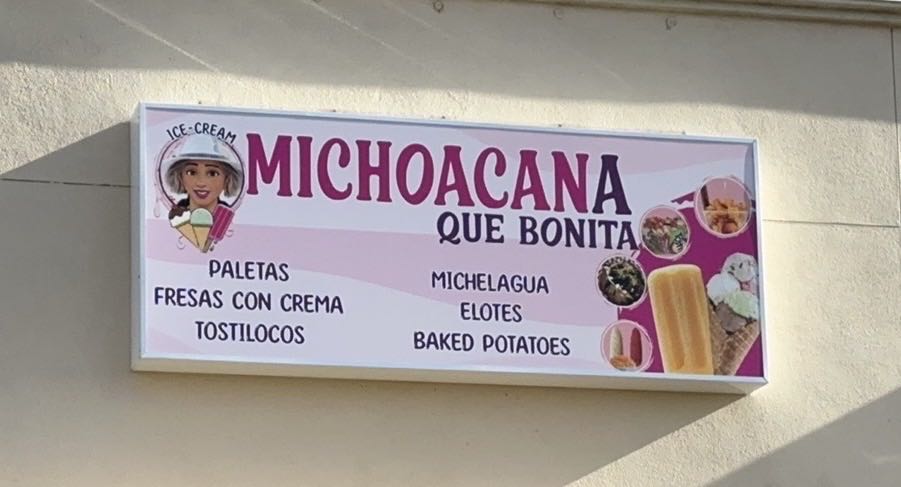 ICE-CREAM
MICHOACANA
QUE BONITA
PALETAS
FRESAS CON CREMA
TOSTILOCOS
MICHELAGUA
ELOTES
BAKED POTATOES